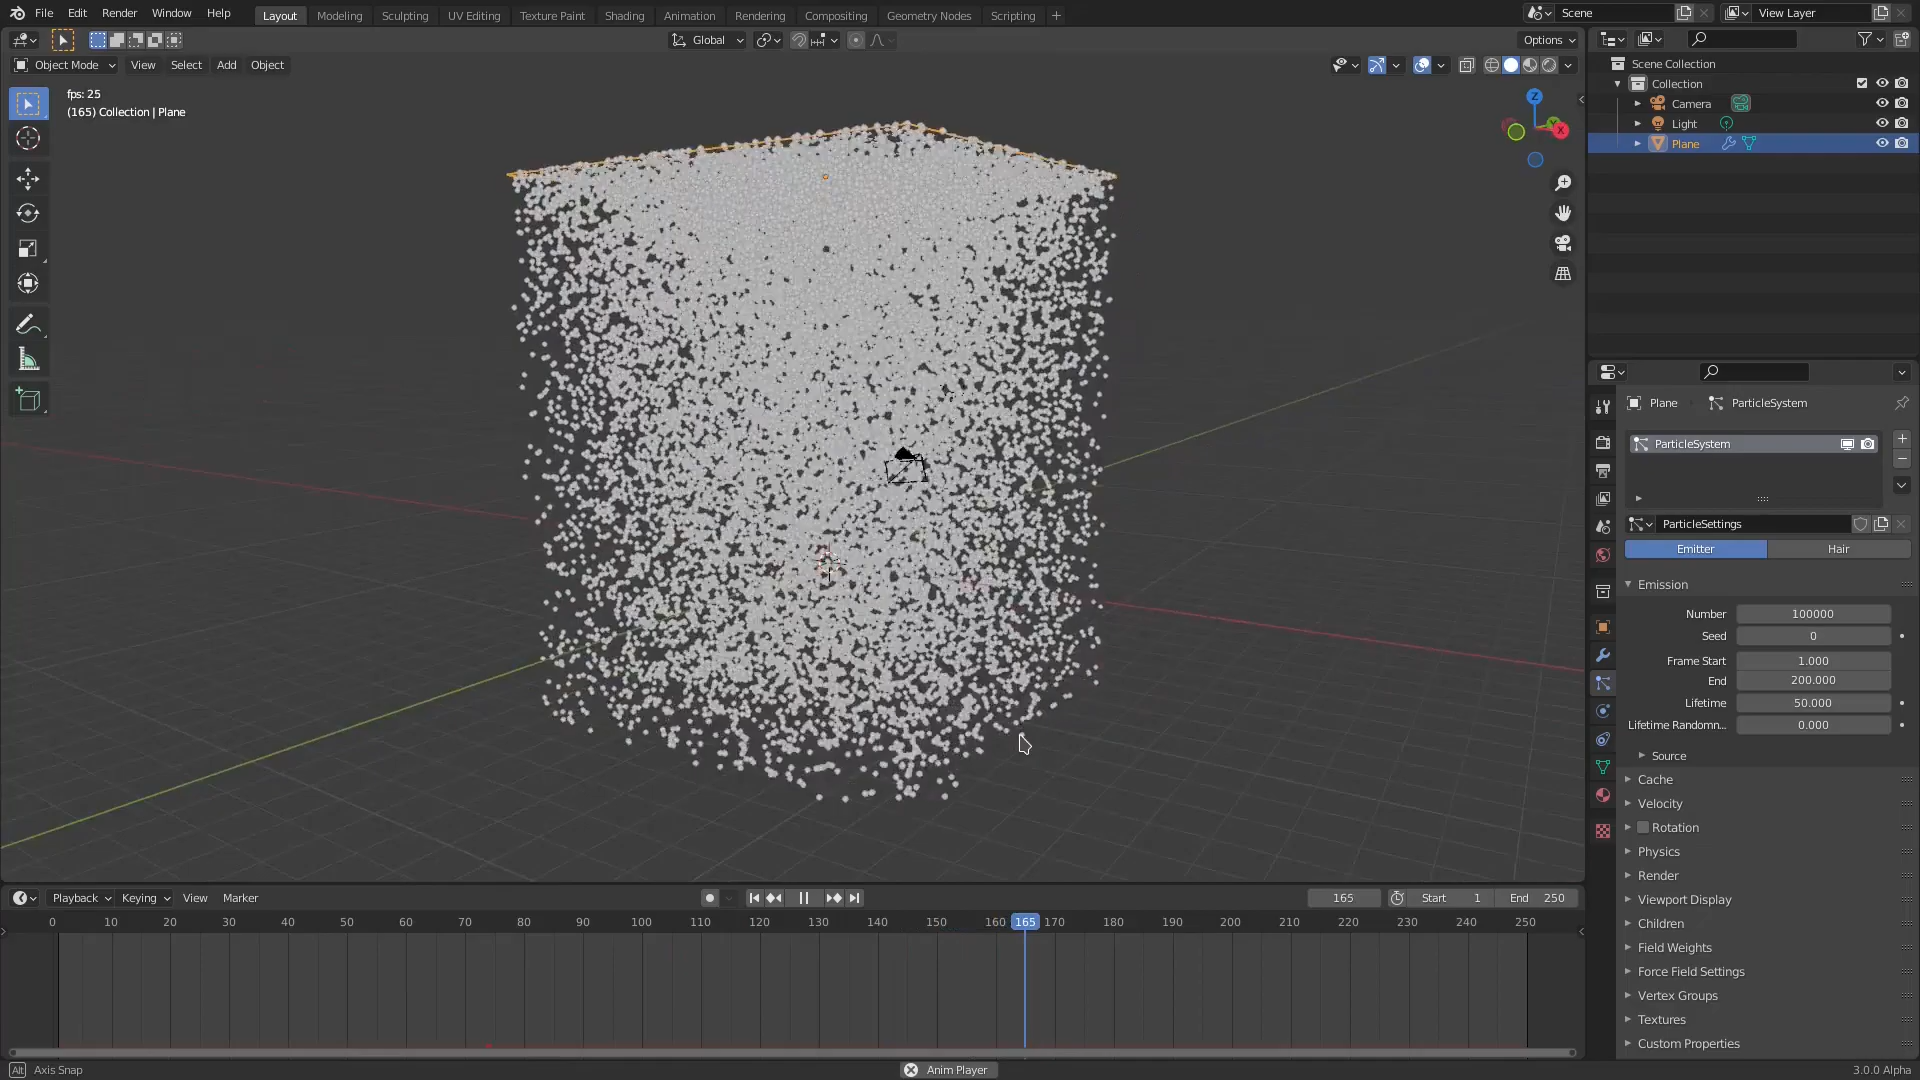 File Edit Render Window Help
Layout Modeling Sculpting UV Editing Texture Paint Shading Animation Rendering Compositing Geometry Nodes Scripting +
Scene
View Layer
Global
Options
Object Mode View Select Add Object
fps: 25
(165) Collection | Plane
Z
Y
X
Scene Collection
Collection
Camera
Light
Plane
Plane ParticleSystem
ParticleSystem
ParticleSettings
Emitter Hair
Emission
Number 100000
Seed 0
Frame Start 1.000
End 200.000
Lifetime 50.000
Lifetime Randomn... 0.000
Source
Cache
Velocity
Rotation
Physics
Render
Viewport Display
Children
Field Weights
Force Field Settings
Vertex Groups
Textures
Custom Properties
Playback Keying View Marker
165 Start 1 End 250
0 10 20 30 40 50 60 70 80 90 100 110 120 130 140 150 160 165 170 180 190 200 210 220 230 240 250
Alt Axis Snap
Anim Player
3.0.0 Alpha